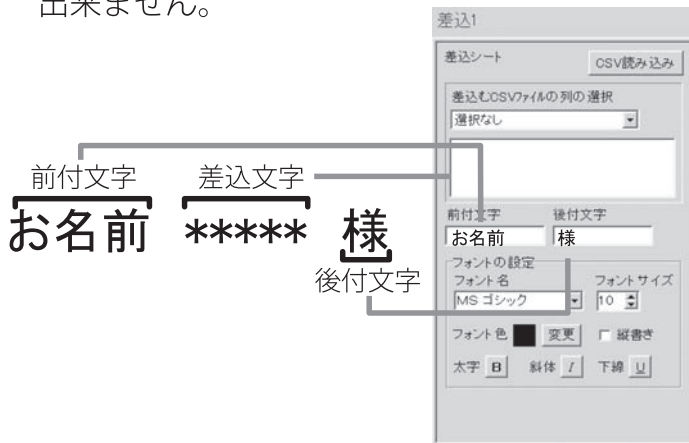 出来ません。
差込1
差込シート
CSV読み込み
差込むCSVファイルの列の選択
選択なし
前付文字
差込文字
お名前 ***** 様
後付文字
前付文字 後付文字
お名前 様
フォントの設定
フォント名 フォントサイズ
MS ゴシック 10
フォント色 変更 縦書き
太字 B 斜体 I 下線 U